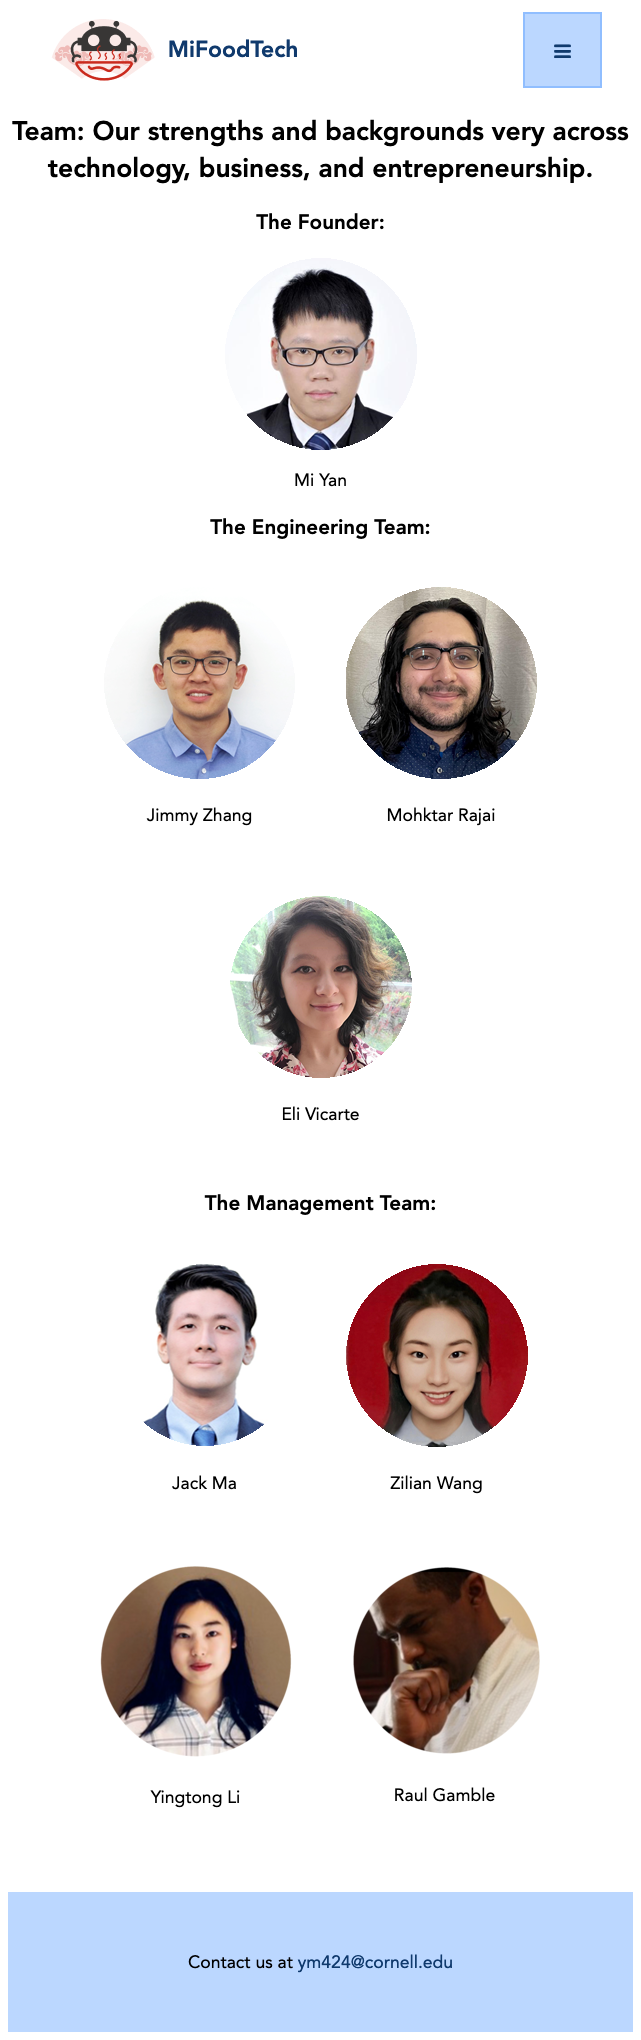 MiFoodTech
Team: Our strengths and backgrounds very across
technology, business, and entrepreneurship.
The Founder:
Mi Yan
The Engineering Team:
Jimmy Zhang
Mohktar Rajai
Eli Vicarte
The Management Team:
Jack Ma
Zilian Wang
Yingtong Li
Raul Gamble
Contact us at ym424@cornell.edu